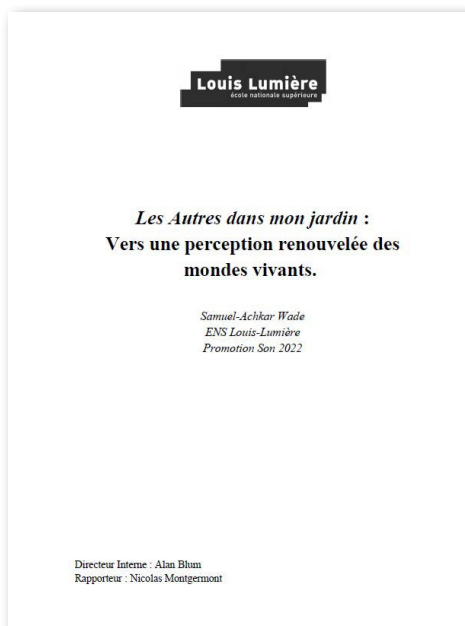 Louis Lumière
école nationale supérieure
Les Autres dans mon jardin :
Vers une perception renouvelée des
mondes vivants.
Samuel-Achkar Wade
ENS Louis-Lumière
Promotion Son 2022
Directeur Interne : Alan Blum
Rapporteur : Nicolas Montgermont